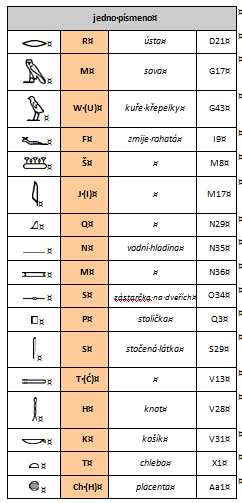 jedno·písmeno¤
¤ R¤ ústa¤ D21¤
¤ M¤ sova¤ G17¤
¤ W·(U)¤ kuře·křepelky¤ G43¤
¤ F¤ zmije·rohatá¤ I9¤
¤ Š¤ ¤ M8¤
¤ J·(I)¤ ¤ M17¤
¤ Q¤ ¤ N29¤
¤ N¤ vodní·hladina¤ N35¤
¤ M¤ ¤ N36¤
¤ S¤ zástarčka·na·dveřích¤ O34¤
¤ P¤ stolička¤ Q3¤
¤ S¤ stočená·látka¤ S29¤
¤ T·(Ć)¤ ¤ V13¤
¤ H¤ knot¤ V28¤
¤ K¤ košík¤ V31¤
¤ T¤ chleba¤ X1¤
¤ Ch·(H)¤ placenta¤ Aa1¤